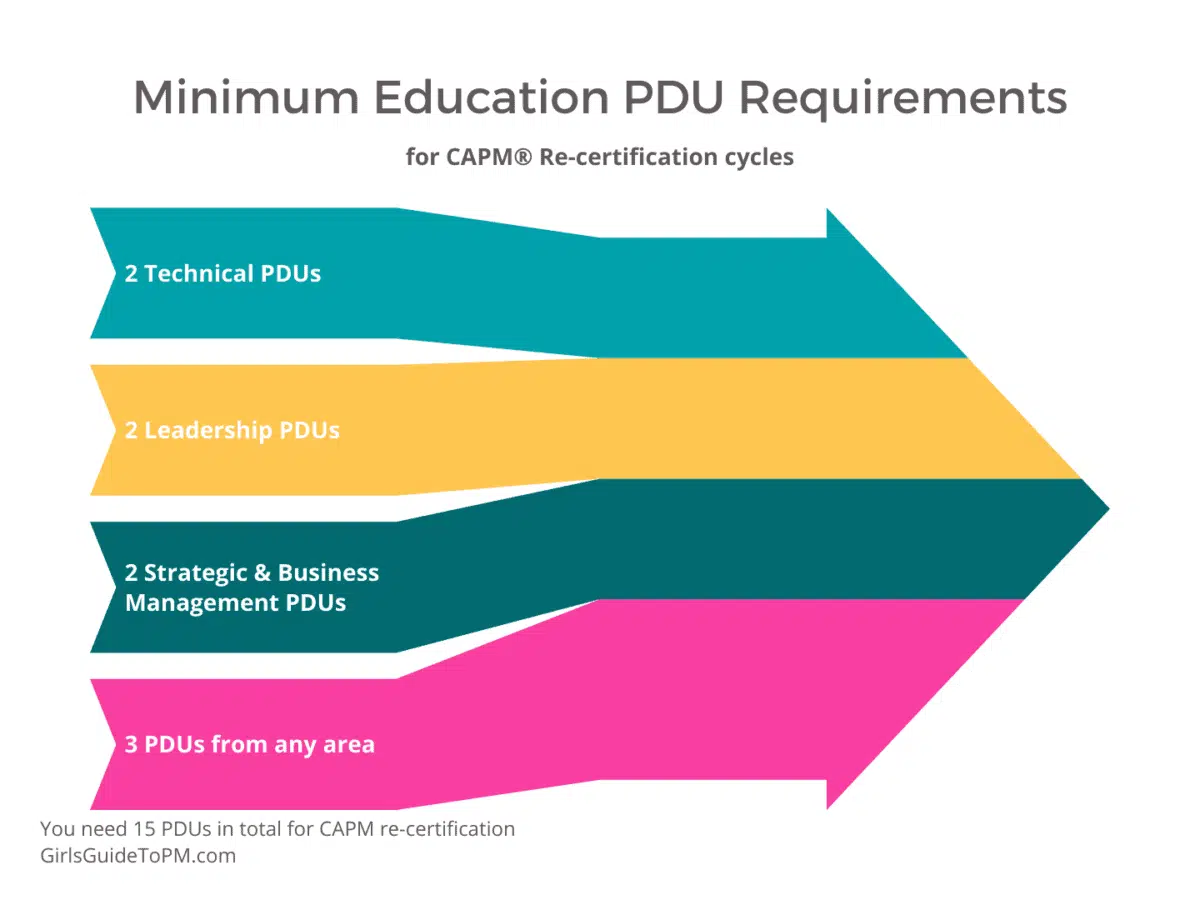 Minimum Education PDU Requirements
for CAPM® Re-certification cycles
2 Technical PDUs
2 Leadership PDUs
2 Strategic & Business
Management PDUs
3 PDUs from any area
You need 15 PDUs in total for CAPM re-certification
GirlsGuideToPM.com